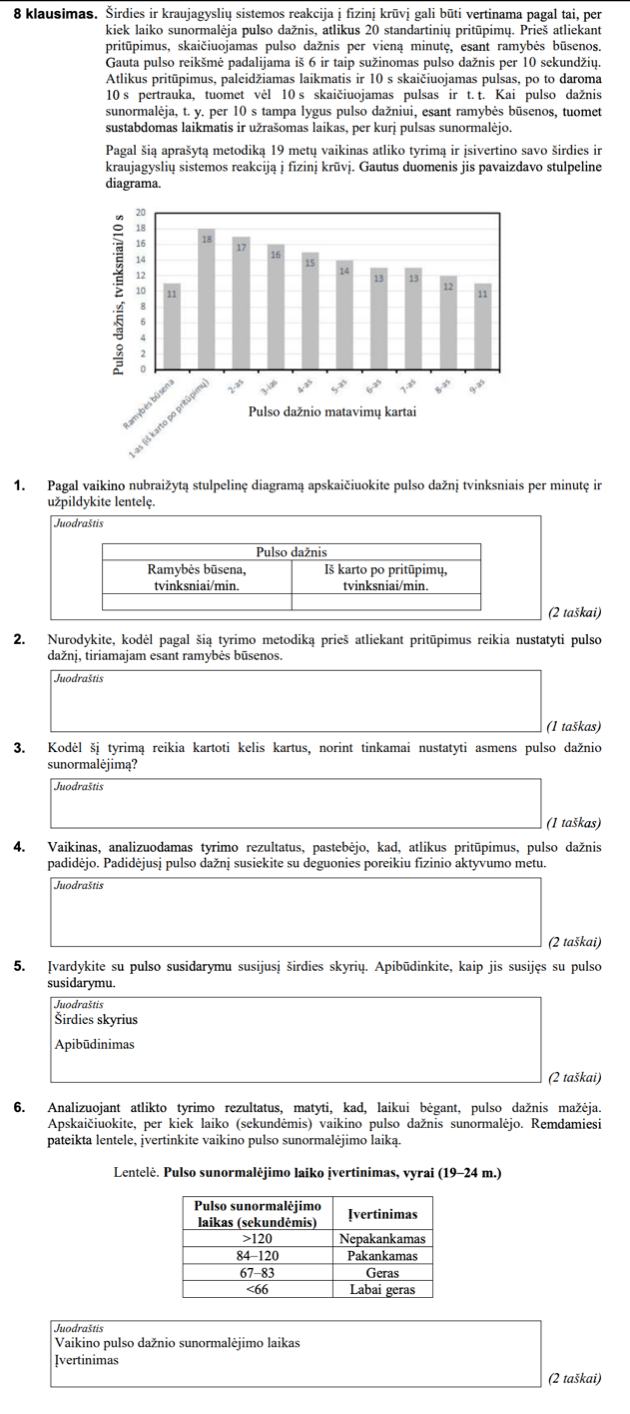 8 klausimas. Širdies ir kraujagyslių sistemos reakcija į fizinį krūvį gali būti vertinama pagal tai, per
kiek laiko sunormalėja pulso dažnis, atlikus 20 standartinių pritūpimų. Prieš atliekant
pritūpimus, skaičiuojamas pulso dažnis per vieną minutę, esant ramybės būsenos.
Gauta pulso reikšmė padalijama iš 6 ir taip sužinomas pulso dažnis per 10 sekundžių.
Atlikus pritūpimus, paleidžiamas laikmatis ir 10 s skaičiuojamas pulsas, po to daroma
10 s pertrauka, tuomet vėl 10 s skaičiuojamas pulsas ir t. t. Kai pulso dažnis
sunormalėja, t. y. per 10 s tampa lygus pulso dažniui, esant ramybės būsenos, tuomet
sustabdomas laikmatis ir užrašomas laikas, per kurį pulsas sunormalėjo.
Pagal šią aprašytą metodiką 19 metų vaikinas atliko tyrimą ir įsivertino savo širdies ir
kraujagyslių sistemos reakciją į fizinį krūvį. Gautus duomenis jis pavaizdavo stulpeline
diagrama.
Pulso dažnis, tvinksniai/10 s
20
18
16
14
12
10
8
6
4
2
0
11
18
17
16
15
14
13
13
12
11
Ramybės būsena
1-as (iš karto po pritūpimų)
2-as
3-ias
4-as
5-as
6-as
7-as
8-as
9-as
Pulso dažnio matavimų kartai
1. Pagal vaikino nubraižytą stulpelinę diagramą apskaičiuokite pulso dažnį tvinksniais per minutę ir
užpildykite lentelę.
Juodraštis
Pulso dažnis
Ramybės būsena,
tvinksniai/min.
Iš karto po pritūpimų,
tvinksniai/min.
(2 taškai)
2. Nurodykite, kodėl pagal šią tyrimo metodiką prieš atliekant pritūpimus reikia nustatyti pulso
dažnį, tiriamajam esant ramybės būsenos.
Juodraštis
(1 taškas)
3. Kodėl šį tyrimą reikia kartoti kelis kartus, norint tinkamai nustatyti asmens pulso dažnio
sunormalėjimą?
Juodraštis
(1 taškas)
4. Vaikinas, analizuodamas tyrimo rezultatus, pastebėjo, kad, atlikus pritūpimus, pulso dažnis
padidėjo. Padidėjusį pulso dažnį susiekite su deguonies poreikiu fizinio aktyvumo metu.
Juodraštis
(2 taškai)
5. Įvardykite su pulso susidarymu susijusį širdies skyrių. Apibūdinkite, kaip jis susijęs su pulso
susidarymu.
Juodraštis
Širdies skyrius
Apibūdinimas
(2 taškai)
6. Analizuojant atlikto tyrimo rezultatus, matyti, kad, laikui bėgant, pulso dažnis mažėja.
Apskaičiuokite, per kiek laiko (sekundėmis) vaikino pulso dažnis sunormalėjo. Remdamiesi
pateikta lentele, įvertinkite vaikino pulso sunormalėjimo laiką.
Lentelė. Pulso sunormalėjimo laiko įvertinimas, vyrai (19–24 m.)
Pulso sunormalėjimo
laikas (sekundėmis)
Įvertinimas
>120
Nepakankamas
84–120
Pakankamas
67–83
Geras
<66
Labai geras
Juodraštis
Vaikino pulso dažnio sunormalėjimo laikas
Įvertinimas
(2 taškai)